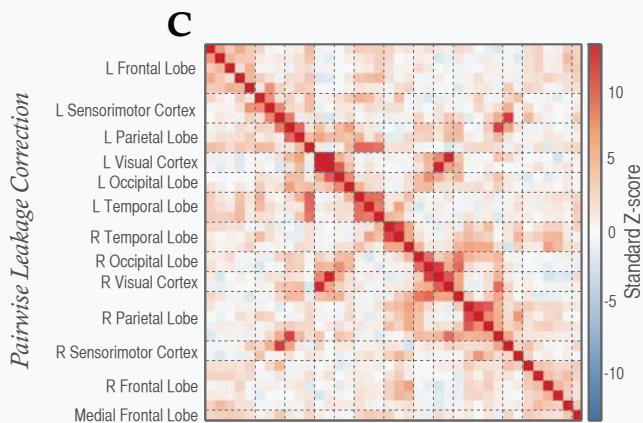 C
Pairwise Leakage Correction
L Frontal Lobe
L Sensorimotor Cortex
L Parietal Lobe
L Visual Cortex
L Occipital Lobe
L Temporal Lobe
R Temporal Lobe
R Occipital Lobe
R Visual Cortex
R Parietal Lobe
R Sensorimotor Cortex
R Frontal Lobe
Medial Frontal Lobe
10
5
0
-5
-10
Standard Z-score